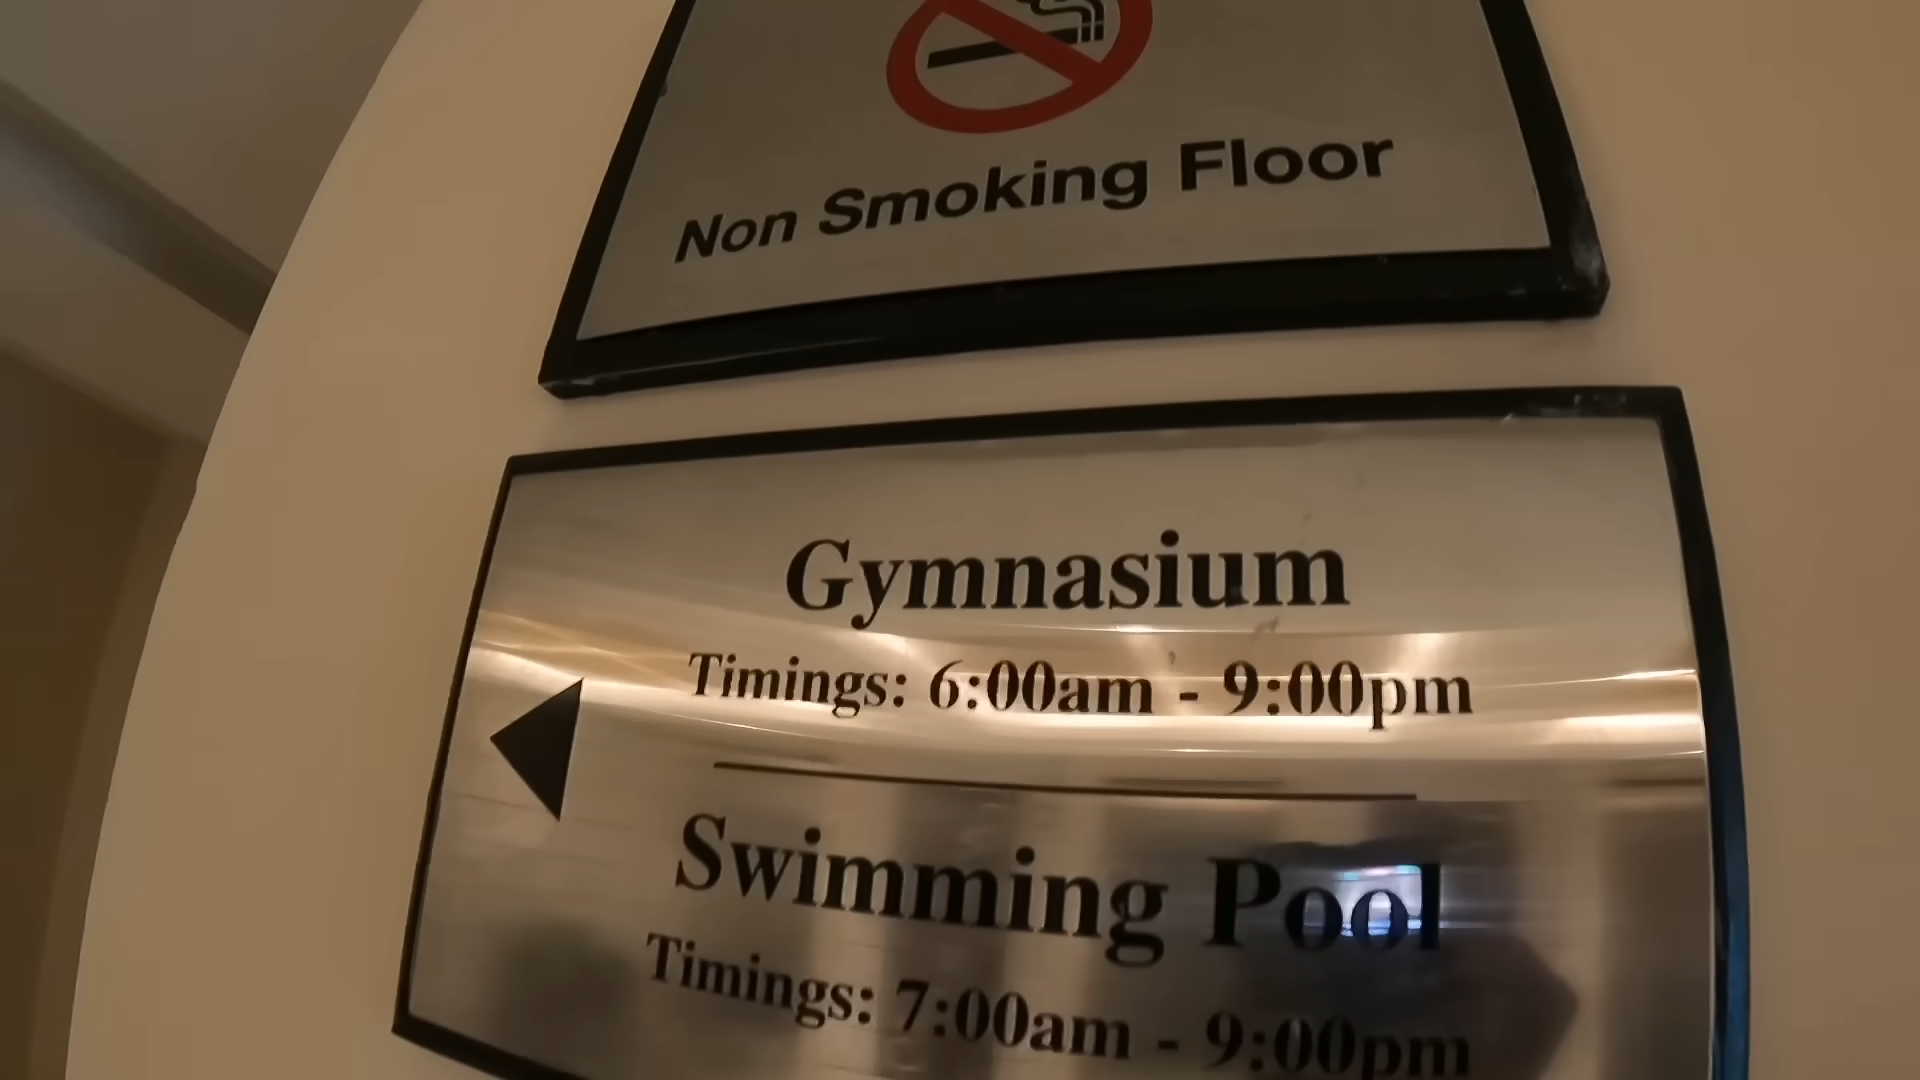 Non Smoking Floor
Gymnasium
Timings: 6:00am - 9:00pm
Swimming Pool
Timings: 7:00am - 9:00pm